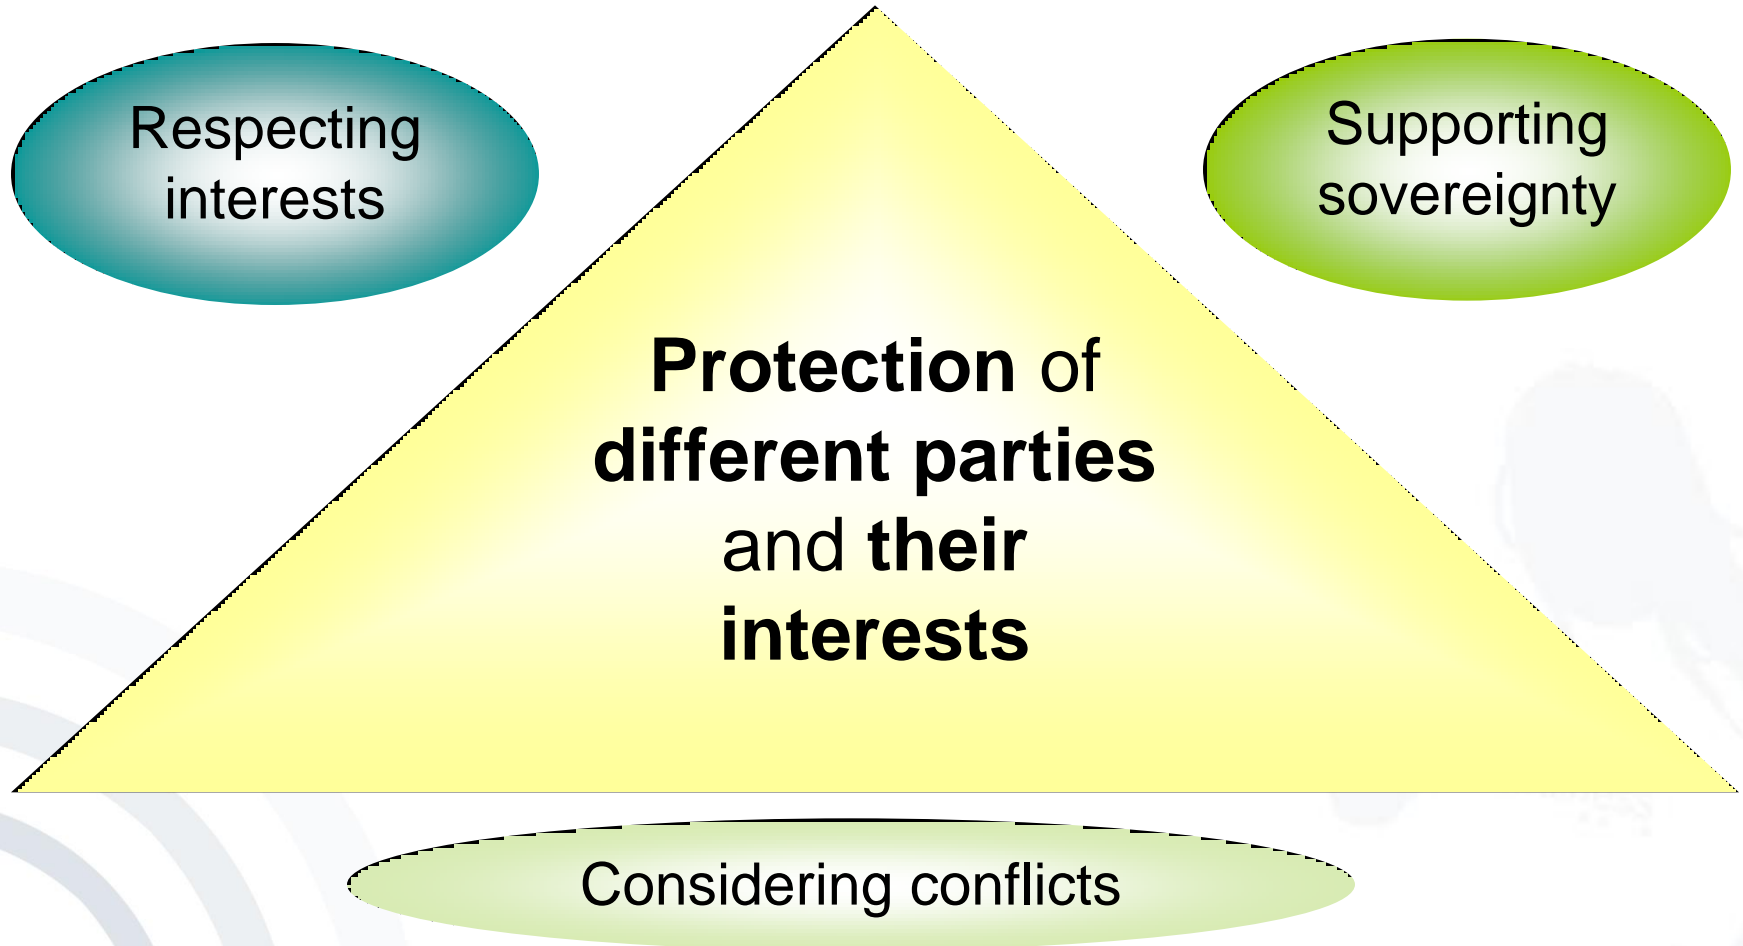 Respecting
interests
Supporting
sovereignty
Protection of
different parties
and their
interests
Considering conflicts